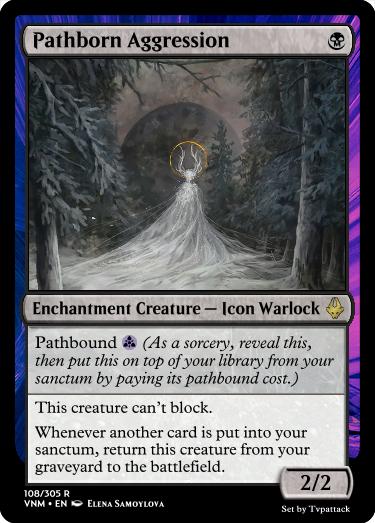 Pathborn Aggression
Enchantment Creature — Icon Warlock
Pathbound (As a sorcery, reveal this,
then put this on top of your library from your
sanctum by paying its pathbound cost.)
This creature can't block.
Whenever another card is put into your
sanctum, return this creature from your
graveyard to the battlefield.
2/2
108/305 R
VNM • EN Elena Samoylova
Set by Tvpattack